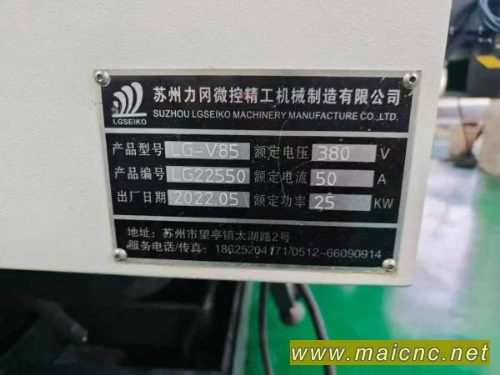 苏州力冈微控精工机械制造有限公司
LGSEIKO SUZHOU LGSEIKO MACHINERY MANUFACTURE CO.,LTD.
产品型号 LG-V85 额定电压 380 V
产品编号 LG22550 额定电流 50 A
出厂日期 2022.05 额定功率 25 KW
地址: 苏州市望亭镇太湖路2号
服务电话/传真: 18625204171/0512-66090914
www.maicnc.net